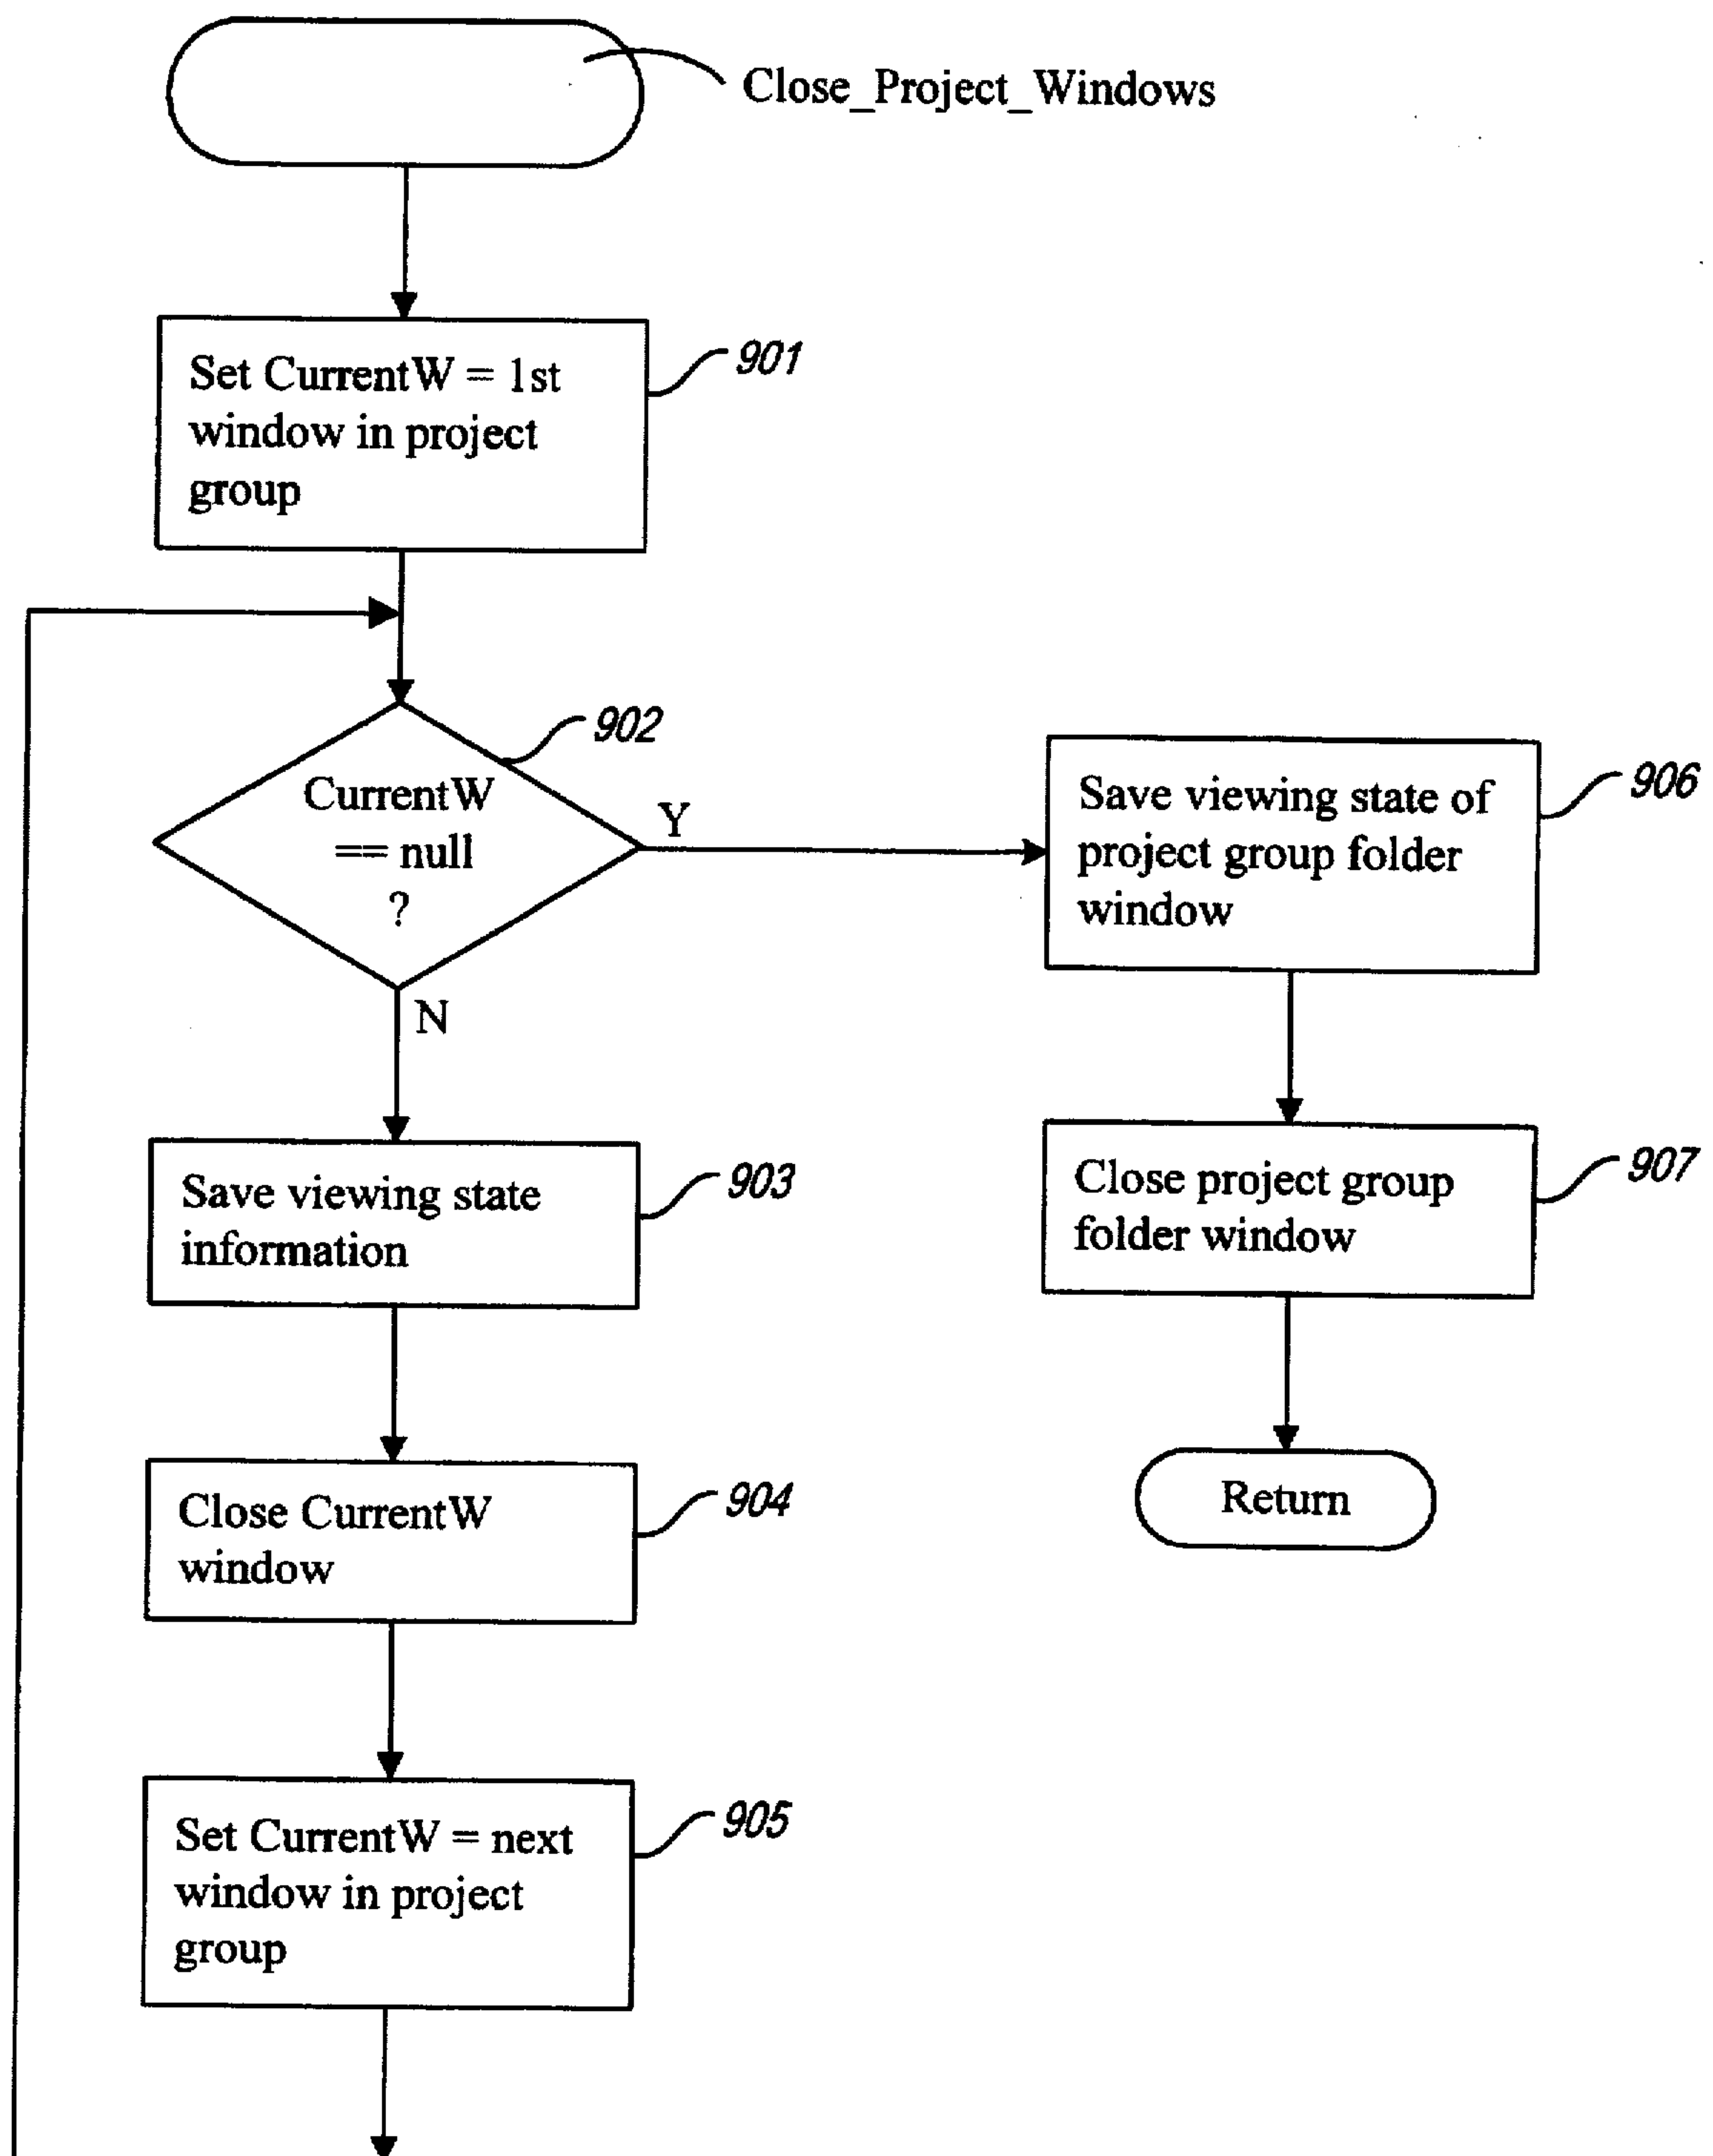 Close_Project_Windows
Set CurrentW = 1st
window in project
group
901
CurrentW
== null
?
902
Y
N
Save viewing state of
project group folder
window
906
Save viewing state
information
903
Close project group
folder window
907
Close CurrentW
window
904
Return
Set CurrentW = next
window in project
group
905